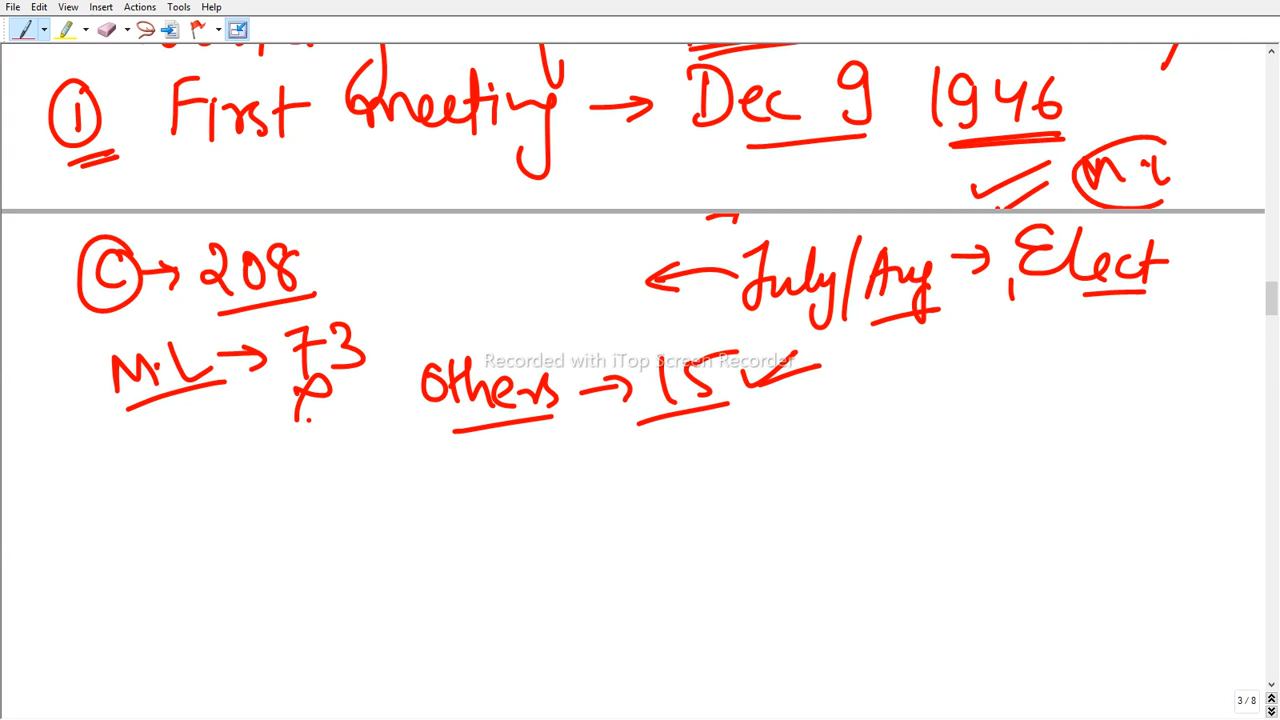 File Edit View Insert Actions Tools Help
① First meeting → Dec 9 1946
M.L
C → 208 ← July/Aug → Elect
M.L → 73
Others → 15 ✓
Recorded with iTop Screen Recorder
3 / 8